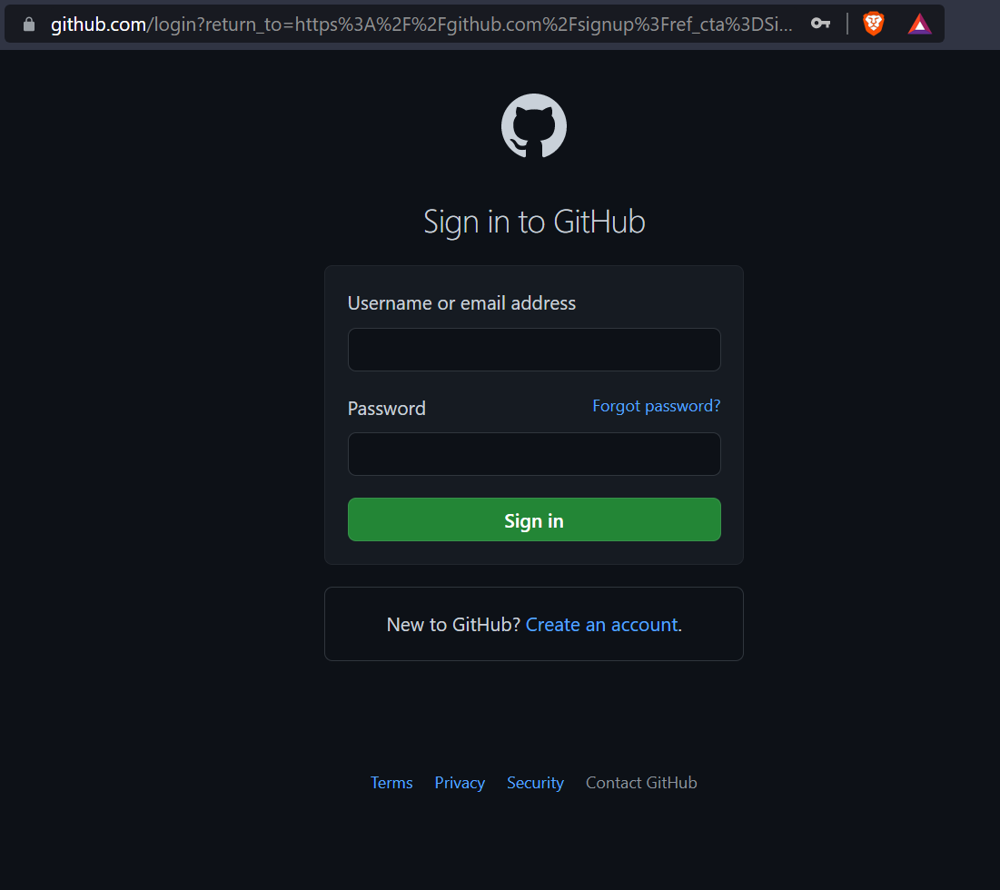 github.com/login?return_to=https%3A%2F%2Fgithub.com%2Fsignup%3Fref_cta%3DSi...
Sign in to GitHub
Username or email address
Password
Forgot password?
Sign in
New to GitHub? Create an account.
Terms Privacy Security Contact GitHub